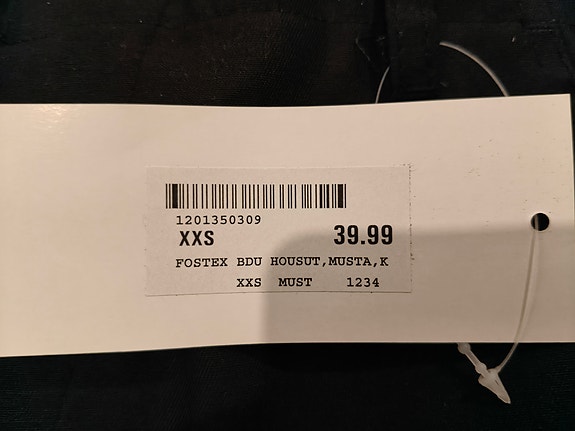 1201350309
XXS 39.99
FOSTEX BDU HOUSUT,MUSTA,K
XXS MUST 1234